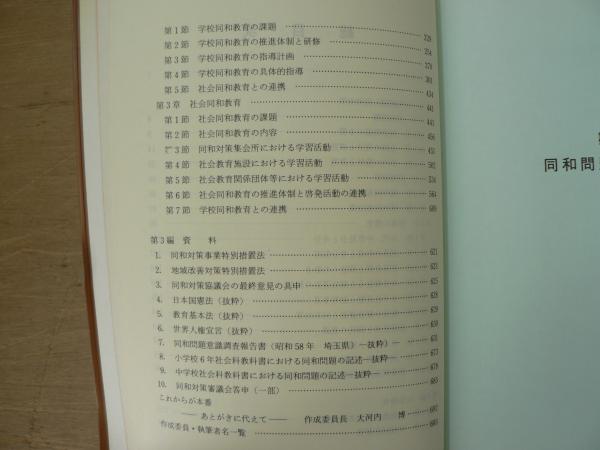 第1節 学校同和教育の課題
第2節 学校同和教育の推進体制と研修
第3節 学校同和教育の指導計画
第4節 学校同和教育の具体的指導
第5節 社会同和教育との連携
第3章 社会同和教育 441
第1節 社会同和教育の課題 441
第2節 社会同和教育の内容 456
第3節 同和対策集会所における学習活動
第4節 社会教育施設における学習活動 502
第5節 社会教育関係団体等における学習活動
第6節 社会同和教育の推進体制と啓発活動の連携 564
第7節 学校同和教育との連携 609
第3編 資 料
1. 同和対策事業特別措置法 621
2. 地域改善対策特別措置法 623
3. 同和対策協議会の最終意見の具申 625
4. 日本国憲法(抜粋) 628
5. 教育基本法(抜粋) 629
6. 世界人権宣言(抜粋)
7. 同和問題意識調査報告書(昭和58年 埼玉県)—抜粋—
8. 小学校6年社会科教科書における同和問題の記述—抜粋— 673
9. 中学校社会科教科書における同和問題の記述—抜粋—
10. 同和対策審議会答申(一部)
これからが本番
——あとがきに代えて—— 作成委員長 大河内 博
作成委員・執筆者名一覧
同和問